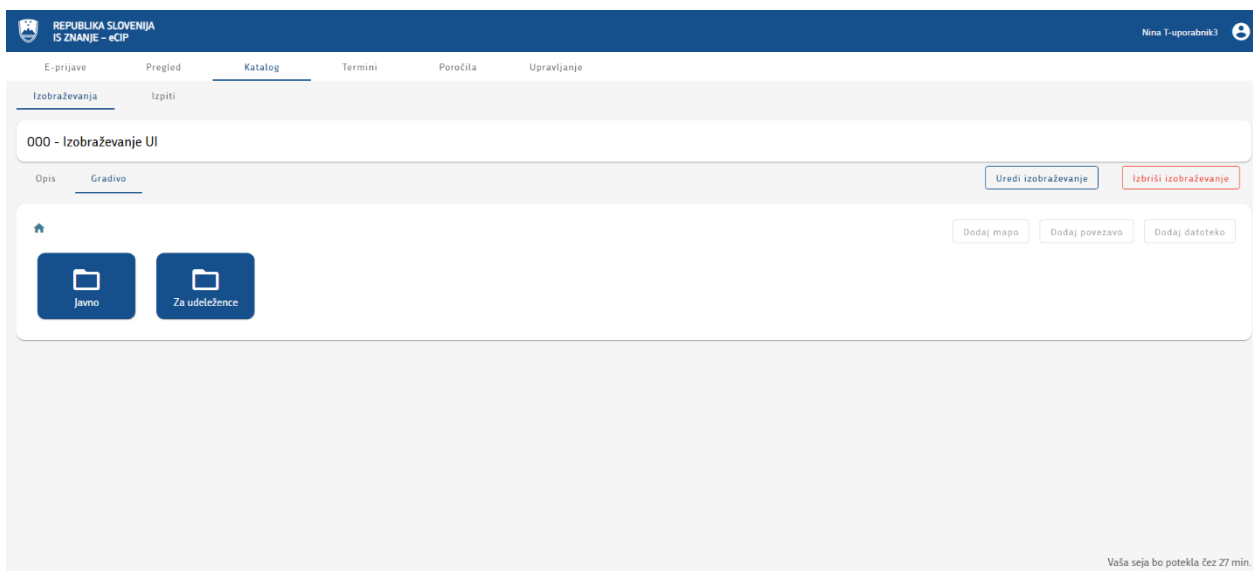 REPUBLIKA SLOVENIJA
IS ZNANJE – eCIP
Nina T-uporabnik3
E-prijave Pregled Katalog Termini Poročila Upravljanje
Izobraževanja Izpiti
000 - Izobraževanje UI
Opis Gradivo Uredi izobraževanje Izbriši izobraževanje
Dodaj mapo Dodaj povezavo Dodaj datoteko
Javno Za udeležence
Vaša seja bo potekla čez 27 min.